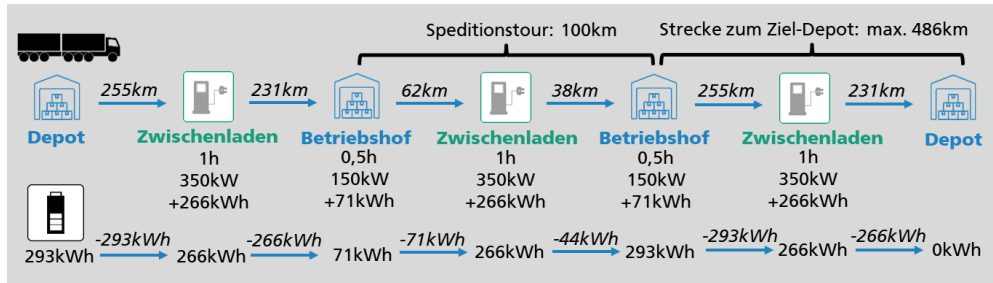 Speditionstour: 100km Strecke zum Ziel-Depot: max. 486km
255km 231km 62km 38km 255km 231km
Depot Zwischenladen Betriebshof Zwischenladen Betriebshof Zwischenladen Depot
1h 0,5h 1h 0,5h 1h
350kW 150kW 350kW 150kW 350kW
+266kWh +71kWh +266kWh +71kWh +266kWh
-293kWh -266kWh -71kWh -44kWh -293kWh -266kWh
293kWh 266kWh 71kWh 266kWh 293kWh 266kWh 0kWh